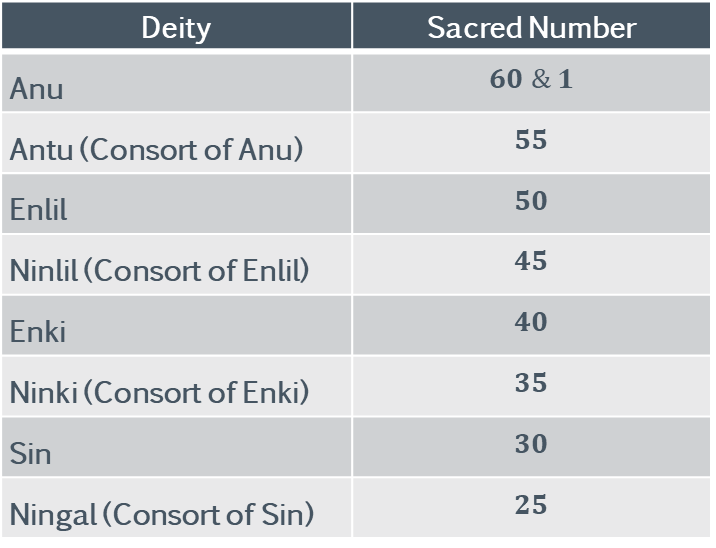 Deity Sacred Number
Anu 60 & 1
Antu (Consort of Anu) 55
Enlil 50
Ninlil (Consort of Enlil) 45
Enki 40
Ninki (Consort of Enki) 35
Sin 30
Ningal (Consort of Sin) 25